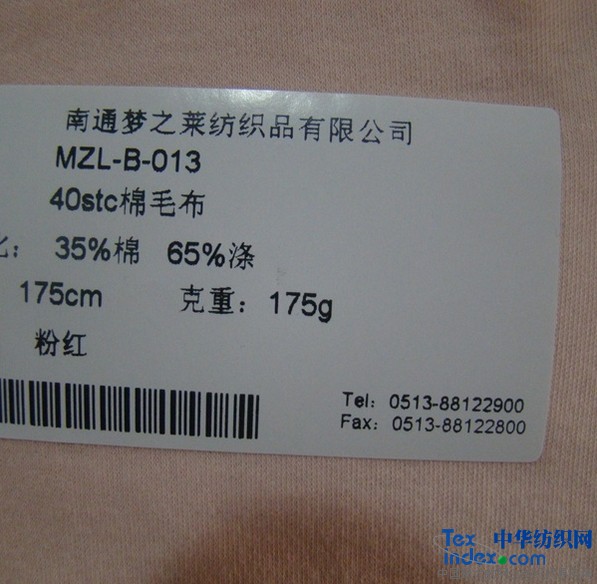 南通梦之莱纺织品有限公司
MZL-B-013
40stc棉毛布
比： 35%棉 65%涤
175cm 克重：175g
粉红
Tel: 0513-88122900
Fax: 0513-88122800
Tex 中华纺织网
index.com